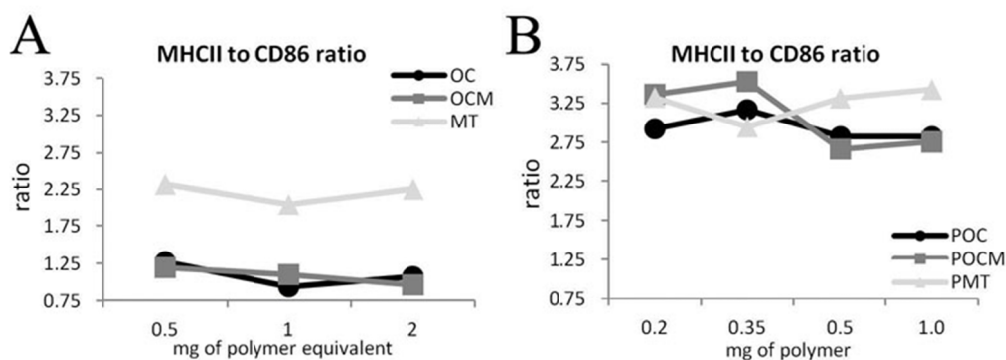 A
MHCII to CD86 ratio
OC
OCM
MT
ratio
3.75
3.25
2.75
2.25
1.75
1.25
0.75
0.5 1 2
mg of polymer equivalent
B
MHCII to CD86 ratio
ratio
3.75
3.25
2.75
2.25
1.75
1.25
0.75
POC
POCM
PMT
0.2 0.35 0.5 1.0
mg of polymer